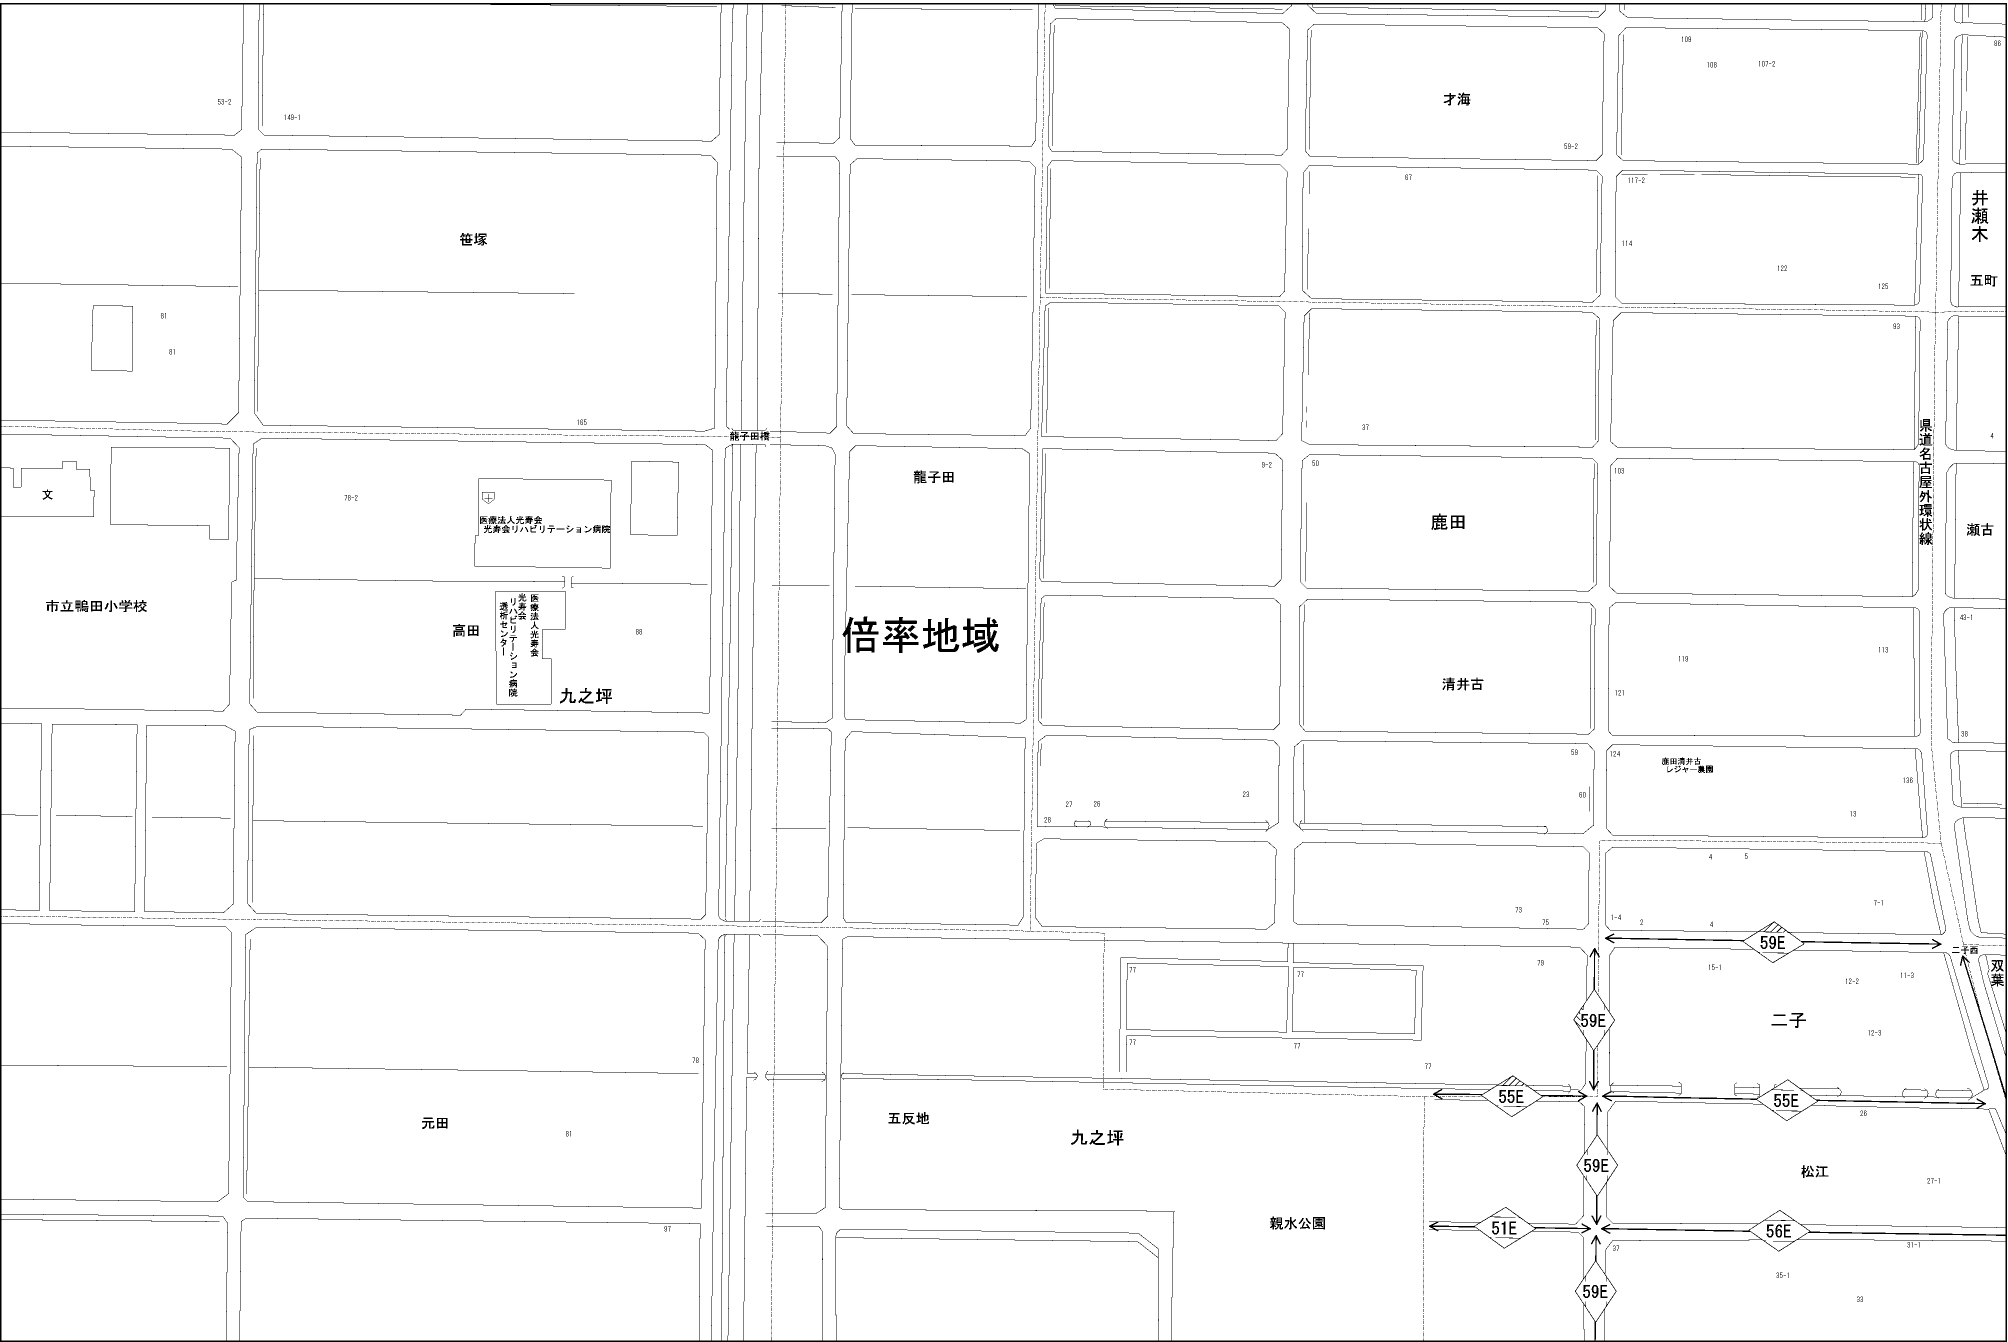 86
109
108
107-2
才海
53-2
149-1
59-2
67
117-2
井瀬木
笹塚
114
122
五町
125
81
93
81
165
37
県道名古屋外環状線
龍子田橋
4
9-2
50
103
龍子田
文
78-2
医療法人光寿会
光寿会リハビリテーション病院
鹿田
瀬古
市立鴨田小学校
高田
医療法人光寿会
光寿会
リハビリテーション病院
透析センター
88
倍率地域
43-1
119
113
清井古
121
九之坪
38
59
124
鹿田清井古
レジャー農園
136
27
26
23
60
28
13
4
5
73
75
1-4
2
4
7-1
59E
二子西
双葉
77
77
79
15-1
12-2
11-3
59E
二子
12-3
77
77
78
77
55E
55E
26
元田
81
五反地
九之坪
59E
松江
27-1
97
親水公園
51E
56E
37
31-1
35-1
59E
33